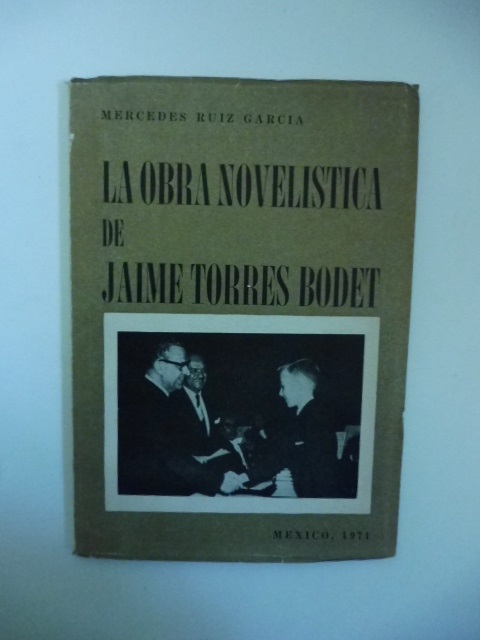 MERCEDES RUIZ GARCIA
LA OBRA NOVELISTICA
DE
JAIME TORRES BODET
MEXICO, 1971